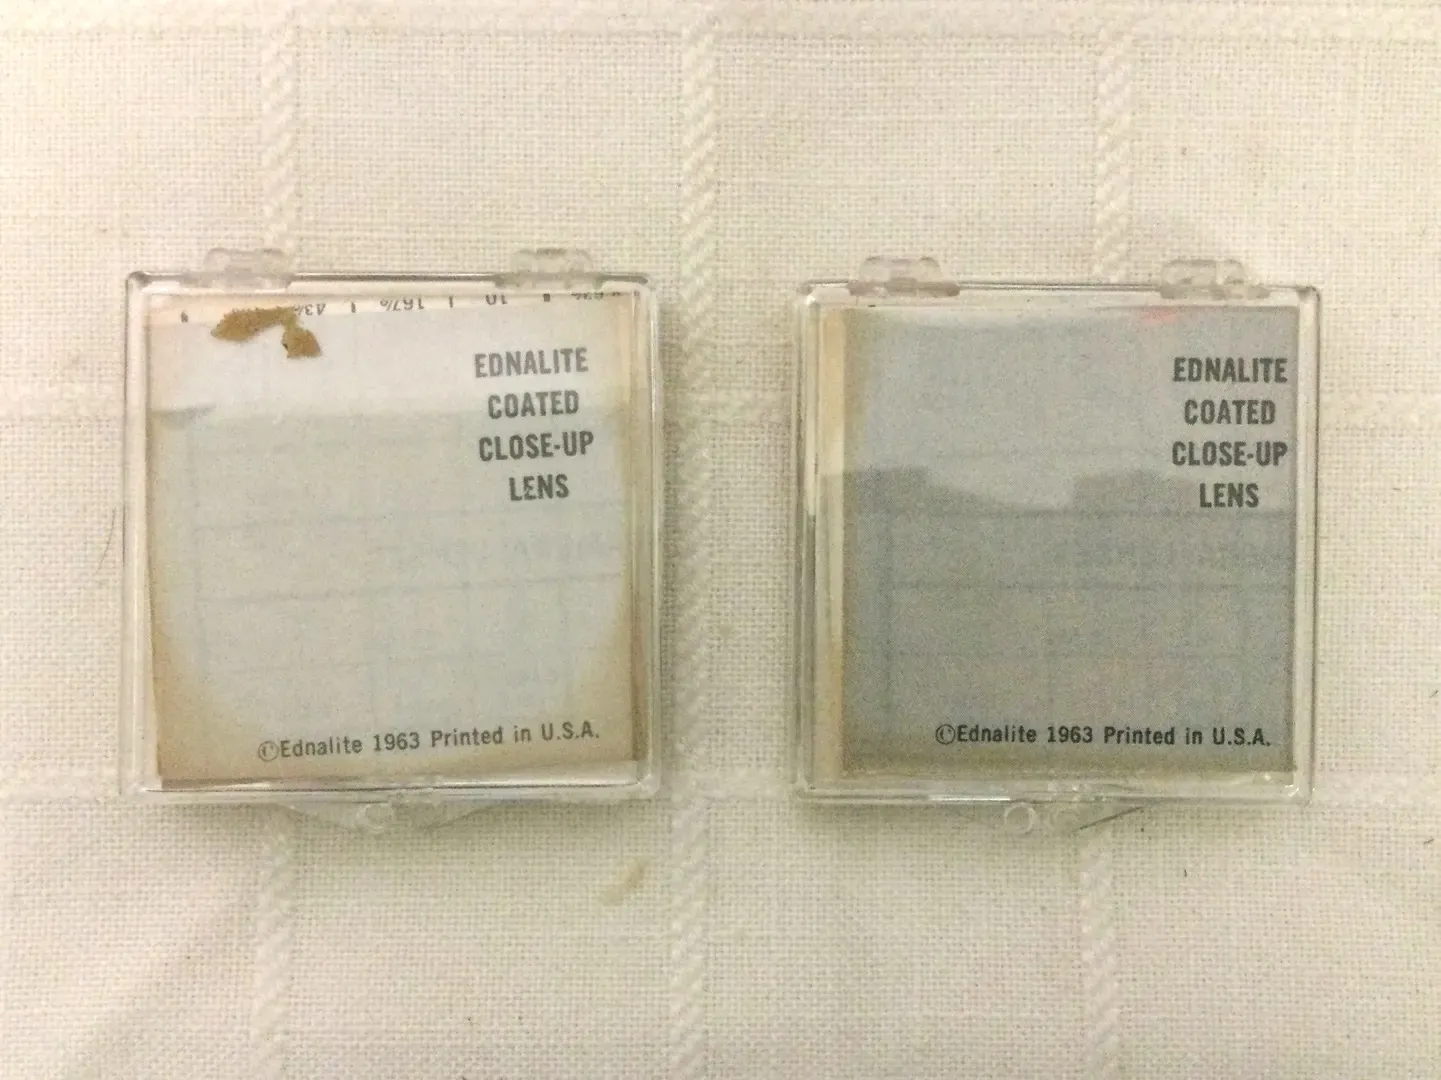 EDNALITE
COATED
CLOSE-UP
LENS
©Ednalite 1963 Printed in U.S.A.
EDNALITE
COATED
CLOSE-UP
LENS
©Ednalite 1963 Printed in U.S.A.